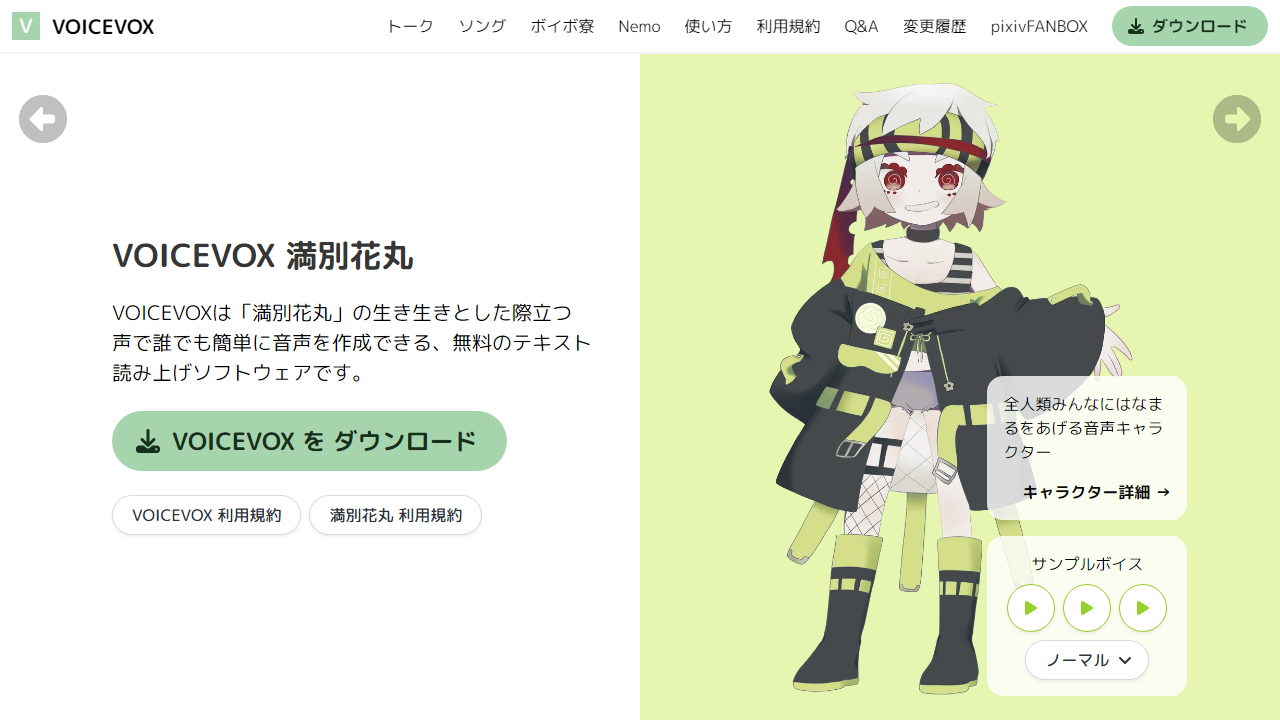 V VOICEVOX
トーク ソング ボイボ寮 Nemo 使い方 利用規約 Q&A 変更履歴 pixivFANBOX ダウンロード
VOICEVOX 満別花丸
VOICEVOXは「満別花丸」の生き生きとした際立つ
声で誰でも簡単に音声を作成できる、無料のテキスト
読み上げソフトウェアです。
VOICEVOX を ダウンロード
VOICEVOX 利用規約 満別花丸 利用規約
全人類みんなにはなま
るをあげる音声キャラ
クター
キャラクター詳細 →
サンプルボイス
ノーマル